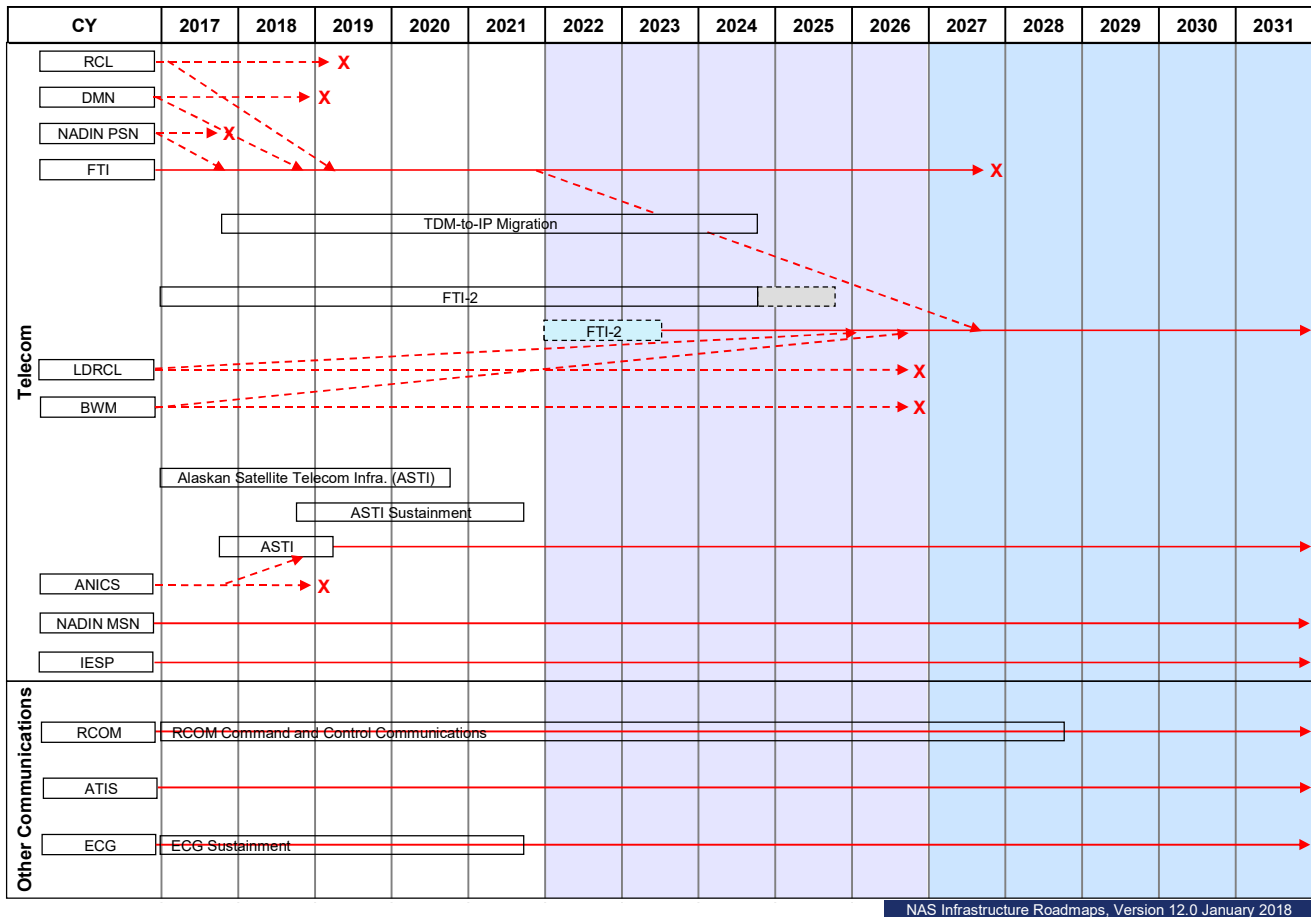 CY 2017 2018 2019 2020 2021 2022 2023 2024 2025 2026 2027 2028 2029 2030 2031
Telecom
RCL X
DMN X
NADIN PSN X
FTI X
TDM-to-IP Migration
FTI-2
FTI-2
LDRCL X
BWM X
Alaskan Satellite Telecom Infra. (ASTI)
ASTI Sustainment
ASTI
ANICS X
NADIN MSN
IESP
Other Communications
RCOM RCOM Command and Control Communications
ATIS
ECG ECG Sustainment
NAS Infrastructure Roadmaps, Version 12.0 January 2018